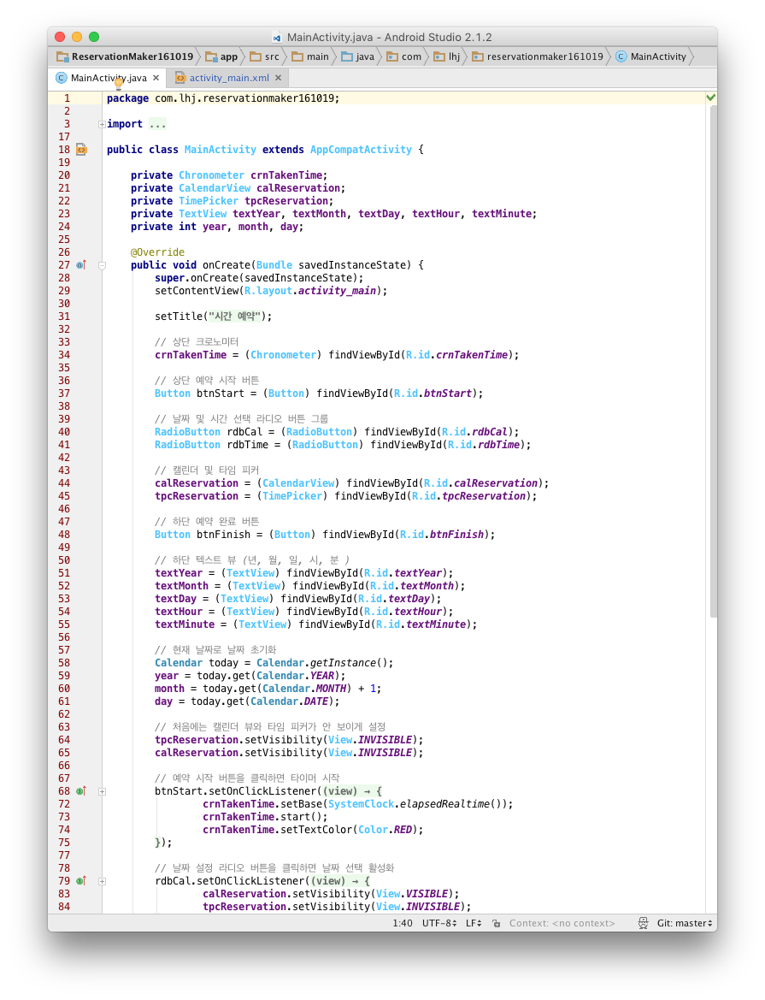 MainActivity.java - Android Studio 2.1.2
ReservationMaker161019 app src main java com lhj reservationmaker161019 MainActivity
MainActivity.java activity_main.xml
1 package com.lhj.reservationmaker161019;
2
3 import ...
17
18 public class MainActivity extends AppCompatActivity {
19
20 private Chronometer crnTakenTime;
21 private CalendarView calReservation;
22 private TimePicker tpcReservation;
23 private TextView textYear, textMonth, textDay, textHour, textMinute;
24 private int year, month, day;
25
26 @Override
27 public void onCreate(Bundle savedInstanceState) {
28 super.onCreate(savedInstanceState);
29 setContentView(R.layout.activity_main);
30
31 setTitle("시간 예약");
32
33 // 상단 크로노미터
34 crnTakenTime = (Chronometer) findViewById(R.id.crnTakenTime);
35
36 // 상단 예약 시작 버튼
37 Button btnStart = (Button) findViewById(R.id.btnStart);
38
39 // 날짜 및 시간 선택 라디오 버튼 그룹
40 RadioButton rdbCal = (RadioButton) findViewById(R.id.rdbCal);
41 RadioButton rdbTime = (RadioButton) findViewById(R.id.rdbTime);
42
43 // 캘린더 및 타임 피커
44 calReservation = (CalendarView) findViewById(R.id.calReservation);
45 tpcReservation = (TimePicker) findViewById(R.id.tpcReservation);
46
47 // 하단 예약 완료 버튼
48 Button btnFinish = (Button) findViewById(R.id.btnFinish);
49
50 // 하단 텍스트 뷰 (년, 월, 일, 시, 분 )
51 textYear = (TextView) findViewById(R.id.textYear);
52 textMonth = (TextView) findViewById(R.id.textMonth);
53 textDay = (TextView) findViewById(R.id.textDay);
54 textHour = (TextView) findViewById(R.id.textHour);
55 textMinute = (TextView) findViewById(R.id.textMinute);
56
57 // 현재 날짜로 날짜 초기화
58 Calendar today = Calendar.getInstance();
59 year = today.get(Calendar.YEAR);
60 month = today.get(Calendar.MONTH) + 1;
61 day = today.get(Calendar.DATE);
62
63 // 처음에는 캘린더 뷰와 타임 피커가 안 보이게 설정
64 tpcReservation.setVisibility(View.INVISIBLE);
65 calReservation.setVisibility(View.INVISIBLE);
66
67 // 예약 시작 버튼을 클릭하면 타이머 시작
68 btnStart.setOnClickListener((view) → {
72 crnTakenTime.setBase(SystemClock.elapsedRealtime());
73 crnTakenTime.start();
74 crnTakenTime.setTextColor(Color.RED);
75 });
77
78 // 날짜 설정 라디오 버튼을 클릭하면 날짜 선택 활성화
79 rdbCal.setOnClickListener((view) → {
83 calReservation.setVisibility(View.VISIBLE);
84 tpcReservation.setVisibility(View.INVISIBLE);
1:40 UTF-8 LF Context: <no context> Git: master